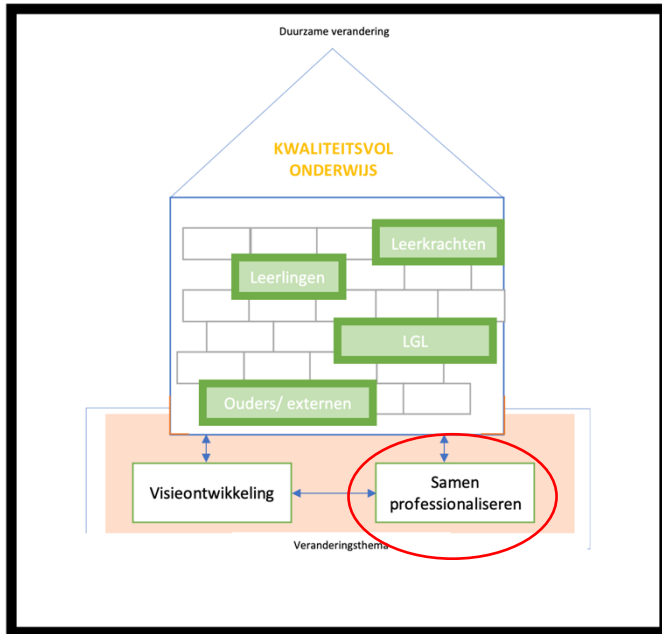 Duurzame verandering
KWALITEITSVOL
ONDERWIJS
Leerkrachten
Leerlingen
LGL
Ouders/ externen
Visieontwikkeling
Samen
professionaliseren
Veranderingsthema